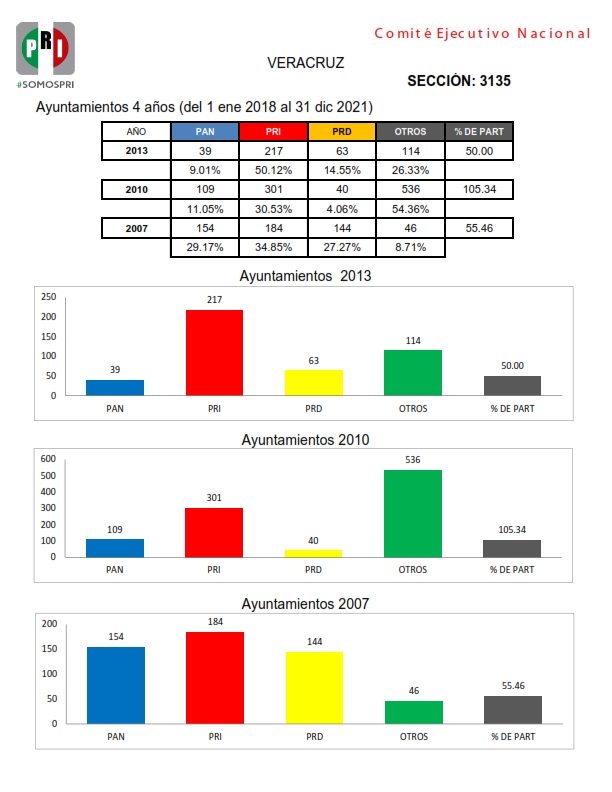 Comité Ejecutivo Nacional
PRI
#SOMOSPRI
VERACRUZ
SECCIÓN: 3135
Ayuntamientos 4 años (del 1 ene 2018 al 31 dic 2021)
AÑO PAN PRI PRD OTROS % DE PART
2013 39 217 63 114 50.00
9.01% 50.12% 14.55% 26.33%
2010 109 301 40 536 105.34
11.05% 30.53% 4.06% 54.36%
2007 154 184 144 46 55.46
29.17% 34.85% 27.27% 8.71%
Ayuntamientos 2013
250
200
150
100
50
0
39 217 63 114 50.00
PAN PRI PRD OTROS % DE PART
Ayuntamientos 2010
600
500
400
300
200
100
0
109 301 40 536 105.34
PAN PRI PRD OTROS % DE PART
Ayuntamientos 2007
200
150
100
50
0
154 184 144 46 55.46
PAN PRI PRD OTROS % DE PART